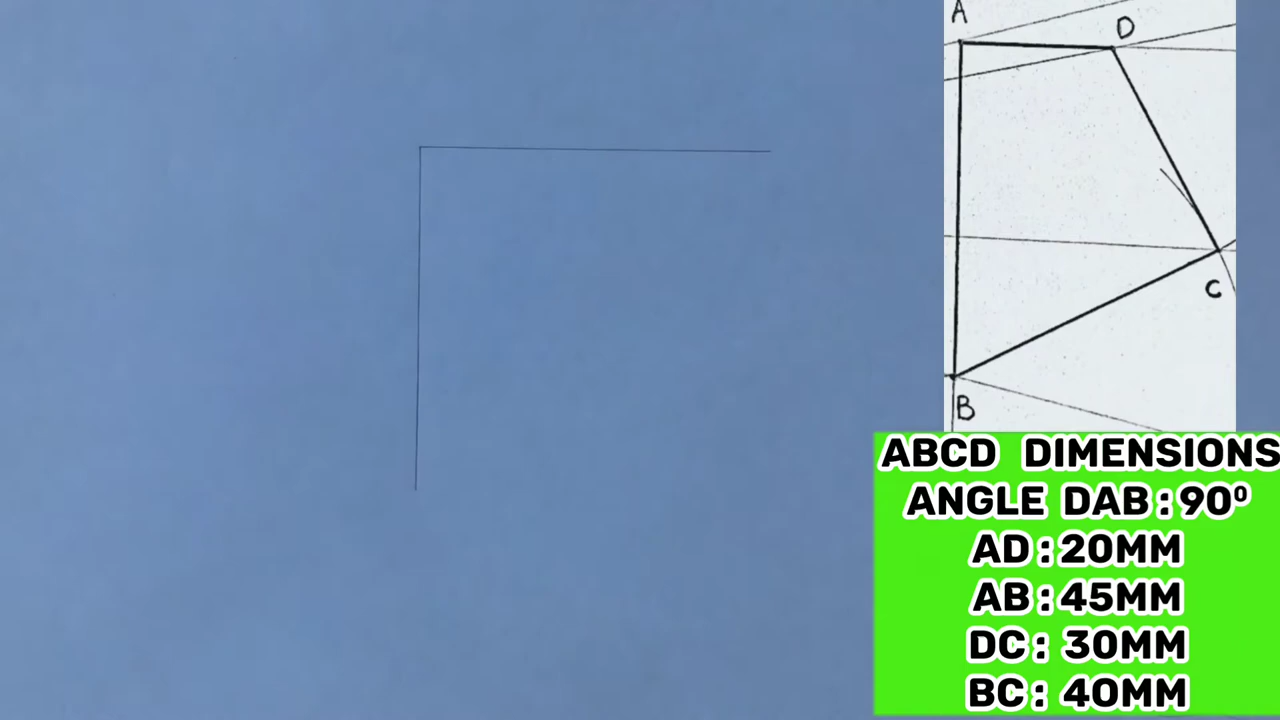 A
D
C
B
ABCD DIMENSIONS
ANGLE DAB : 90⁰
AD : 20MM
AB : 45MM
DC : 30MM
BC : 40MM